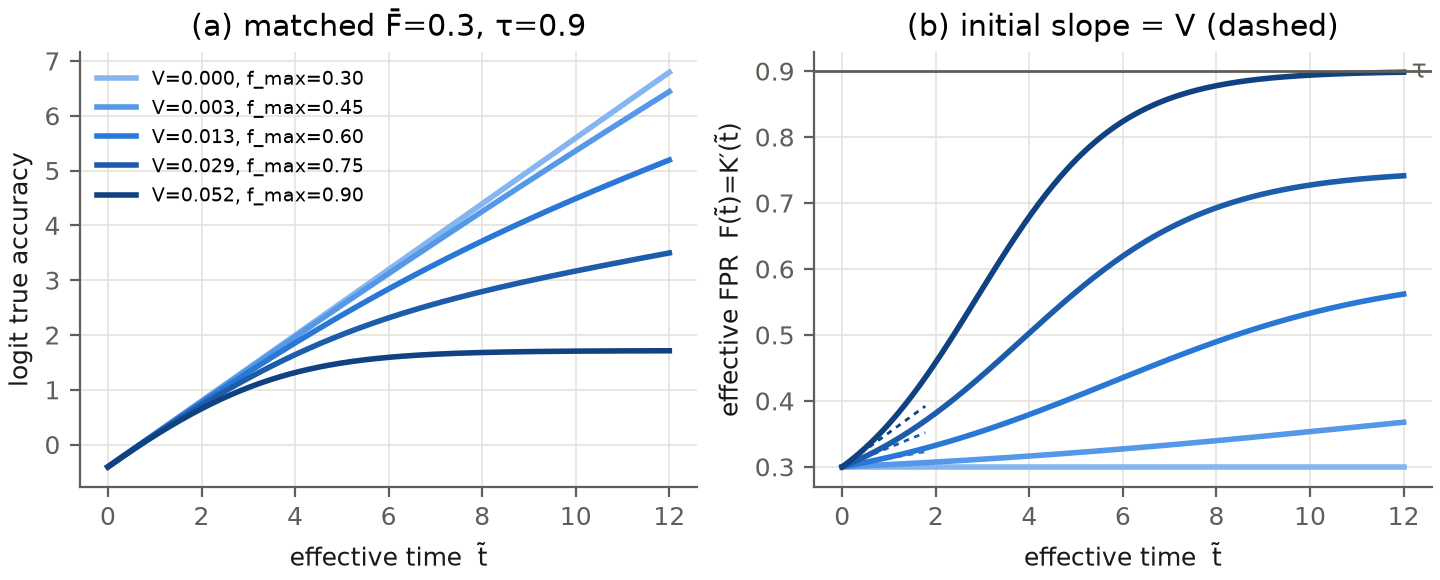 (a) matched F̄=0.3, τ=0.9
7
6
5
4
3
2
1
0
V=0.000, f_max=0.30
V=0.003, f_max=0.45
V=0.013, f_max=0.60
V=0.029, f_max=0.75
V=0.052, f_max=0.90
logit true accuracy
0 2 4 6 8 10 12
effective time t̃
(b) initial slope = V (dashed)
0.9
0.8
0.7
0.6
0.5
0.4
0.3
τ
effective FPR F(t̃)=K′(t̃)
0 2 4 6 8 10 12
effective time t̃